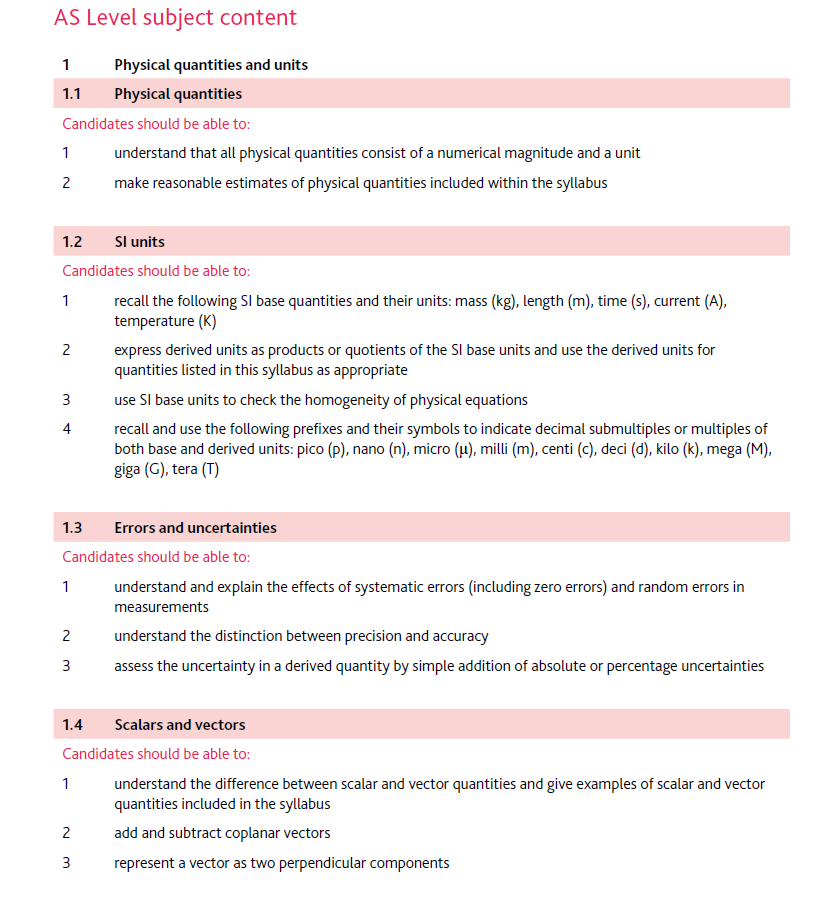 AS Level subject content
1 Physical quantities and units
1.1 Physical quantities
Candidates should be able to:
1 understand that all physical quantities consist of a numerical magnitude and a unit
2 make reasonable estimates of physical quantities included within the syllabus
1.2 SI units
Candidates should be able to:
1 recall the following SI base quantities and their units: mass (kg), length (m), time (s), current (A),
temperature (K)
2 express derived units as products or quotients of the SI base units and use the derived units for
quantities listed in this syllabus as appropriate
3 use SI base units to check the homogeneity of physical equations
4 recall and use the following prefixes and their symbols to indicate decimal submultiples or multiples of
both base and derived units: pico (p), nano (n), micro (μ), milli (m), centi (c), deci (d), kilo (k), mega (M),
giga (G), tera (T)
1.3 Errors and uncertainties
Candidates should be able to:
1 understand and explain the effects of systematic errors (including zero errors) and random errors in
measurements
2 understand the distinction between precision and accuracy
3 assess the uncertainty in a derived quantity by simple addition of absolute or percentage uncertainties
1.4 Scalars and vectors
Candidates should be able to:
1 understand the difference between scalar and vector quantities and give examples of scalar and vector
quantities included in the syllabus
2 add and subtract coplanar vectors
3 represent a vector as two perpendicular components